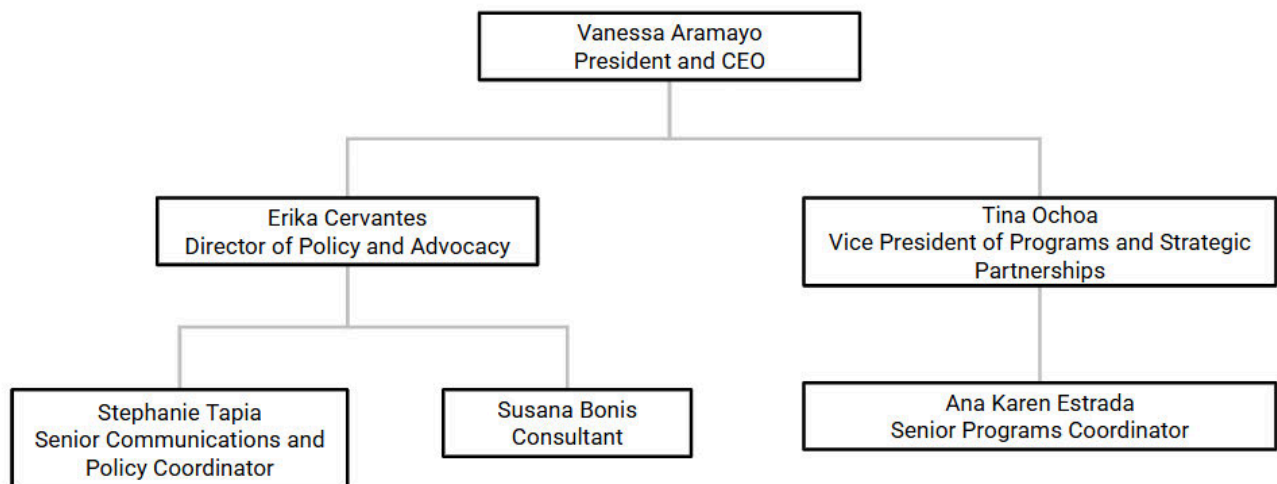 Vanessa Aramayo
President and CEO
Erika Cervantes
Director of Policy and Advocacy
Tina Ochoa
Vice President of Programs and Strategic
Partnerships
Stephanie Tapia
Senior Communications and
Policy Coordinator
Susana Bonis
Consultant
Ana Karen Estrada
Senior Programs Coordinator